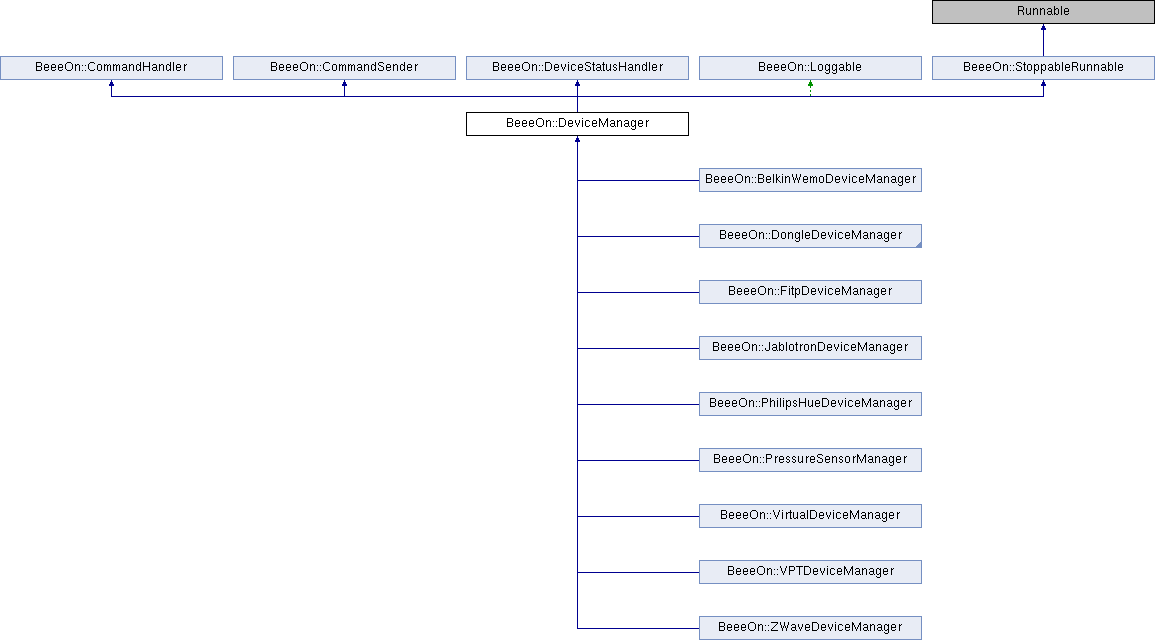 Runnable
BeeeOn::CommandHandler
BeeeOn::CommandSender
BeeeOn::DeviceStatusHandler
BeeeOn::Loggable
BeeeOn::StoppableRunnable
BeeeOn::DeviceManager
BeeeOn::BelkinWemoDeviceManager
BeeeOn::DongleDeviceManager
BeeeOn::FitpDeviceManager
BeeeOn::JablotronDeviceManager
BeeeOn::PhilipsHueDeviceManager
BeeeOn::PressureSensorManager
BeeeOn::VirtualDeviceManager
BeeeOn::VPTDeviceManager
BeeeOn::ZWaveDeviceManager